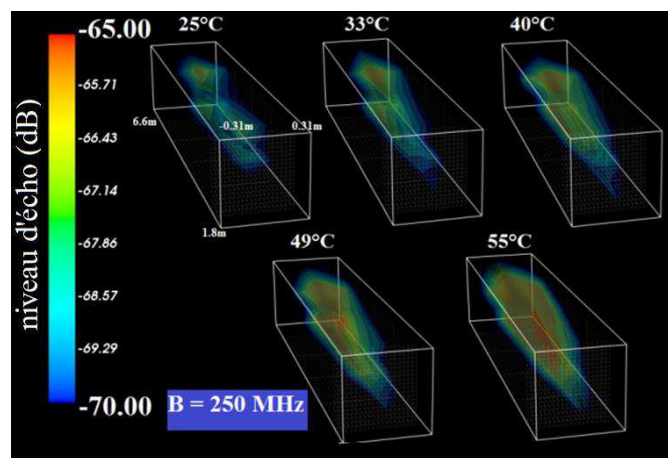 -65.00
-65.71
-66.43
-67.14
-67.86
-68.57
-69.29
-70.00
niveau d'écho (dB)
25°C
33°C
40°C
6.6m
-0.31m
0.31m
1.8m
49°C
55°C
B = 250 MHz